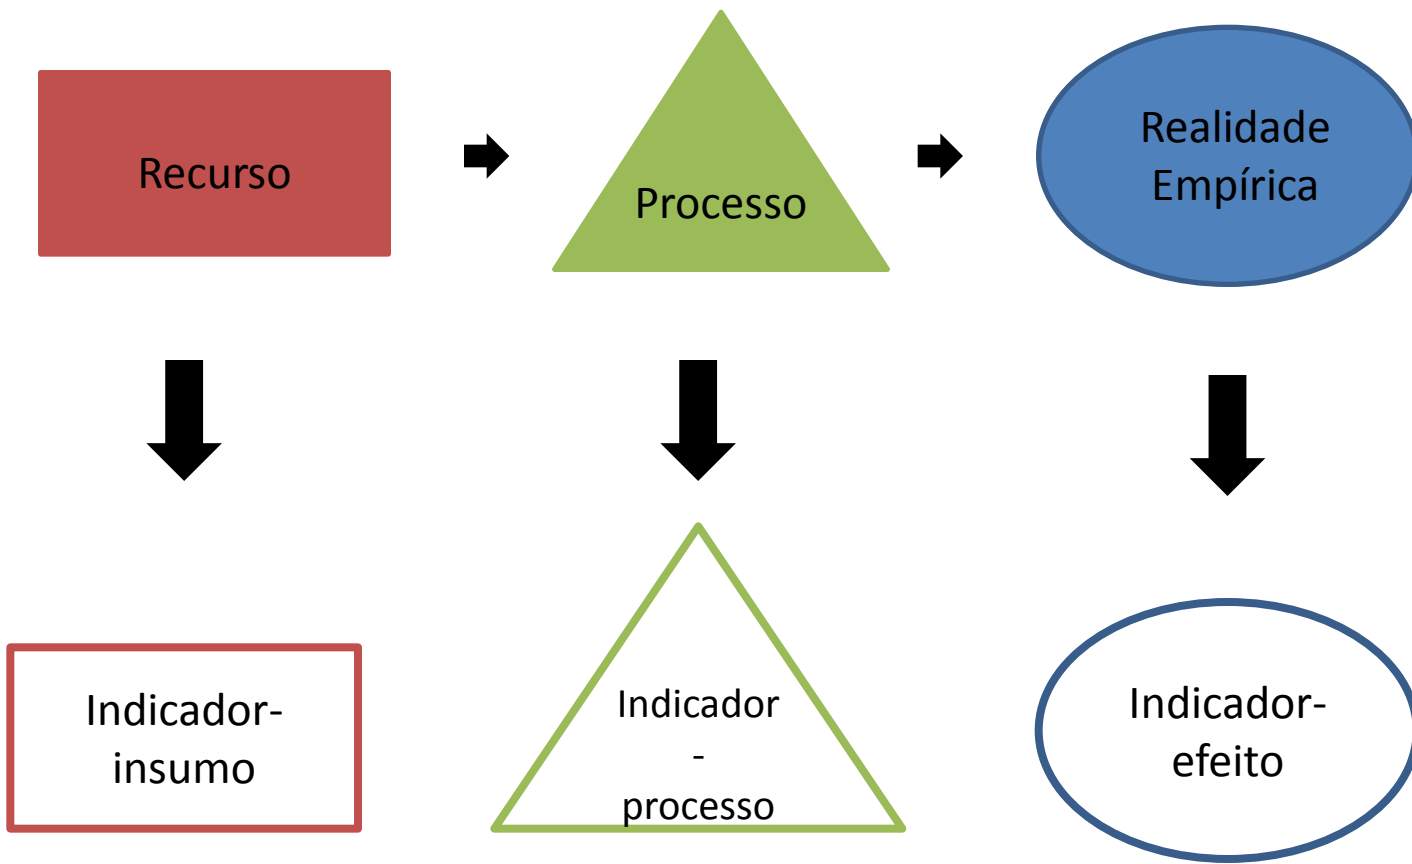 Recurso
Processo
Realidade
Empírica
Indicador-
insumo
Indicador
-
processo
Indicador-
efeito